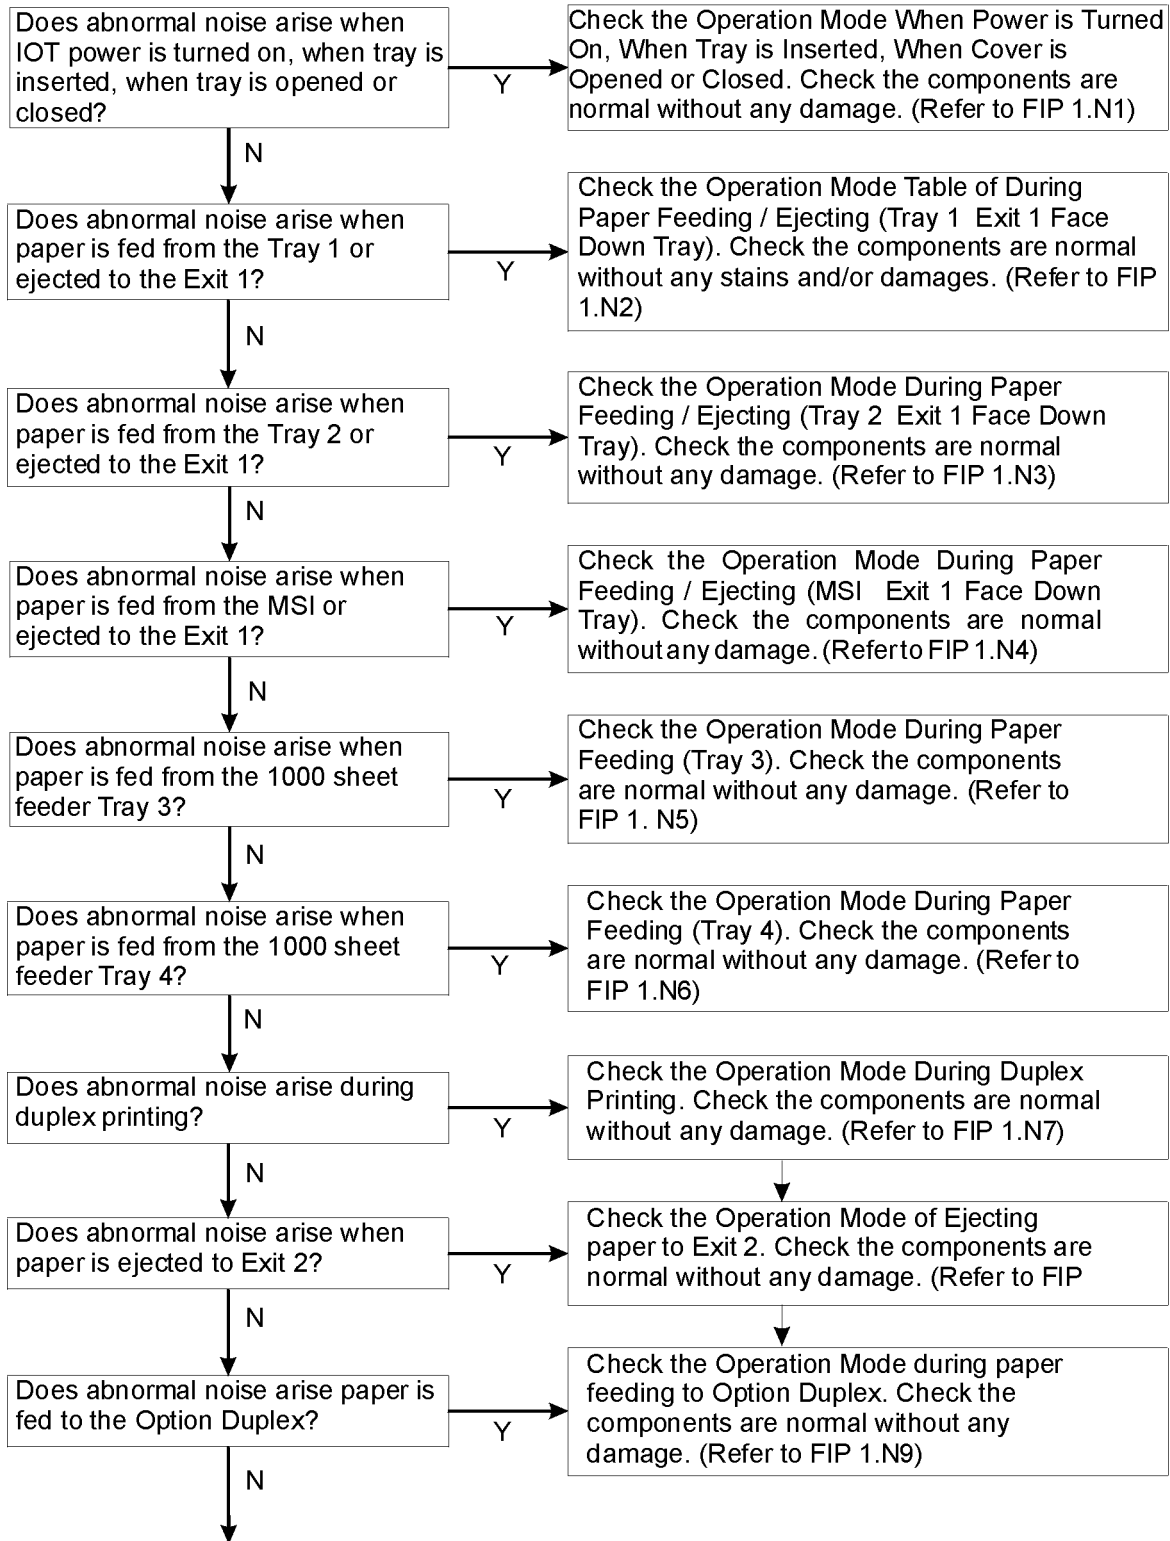 Does abnormal noise arise when
IOT power is turned on, when tray is
inserted, when tray is opened or
closed?
Y
Check the Operation Mode When Power is Turned
On, When Tray is Inserted, When Cover is
Opened or Closed. Check the components are
normal without any damage. (Refer to FIP 1.N1)
N
Does abnormal noise arise when
paper is fed from the Tray 1 or
ejected to the Exit 1?
Y
Check the Operation Mode Table of During
Paper Feeding / Ejecting (Tray 1 Exit 1 Face
Down Tray). Check the components are normal
without any stains and/or damages. (Refer to FIP
1.N2)
N
Does abnormal noise arise when
paper is fed from the Tray 2 or
ejected to the Exit 1?
Y
Check the Operation Mode During Paper
Feeding / Ejecting (Tray 2 Exit 1 Face Down
Tray). Check the components are normal
without any damage. (Refer to FIP 1.N3)
N
Does abnormal noise arise when
paper is fed from the MSI or
ejected to the Exit 1?
Y
Check the Operation Mode During Paper
Feeding / Ejecting (MSI Exit 1 Face Down
Tray). Check the components are normal
without any damage. (Refer to FIP 1.N4)
N
Does abnormal noise arise when
paper is fed from the 1000 sheet
feeder Tray 3?
Y
Check the Operation Mode During Paper
Feeding (Tray 3). Check the components
are normal without any damage. (Refer to
FIP 1. N5)
N
Does abnormal noise arise when
paper is fed from the 1000 sheet
feeder Tray 4?
Y
Check the Operation Mode During Paper
Feeding (Tray 4). Check the components
are normal without any damage. (Refer to
FIP 1.N6)
N
Does abnormal noise arise during
duplex printing?
Y
Check the Operation Mode During Duplex
Printing. Check the components are normal
without any damage. (Refer to FIP 1.N7)
N
Does abnormal noise arise when
paper is ejected to Exit 2?
Y
Check the Operation Mode of Ejecting
paper to Exit 2. Check the components are
normal without any damage. (Refer to FIP
N
Does abnormal noise arise paper is
fed to the Option Duplex?
Y
Check the Operation Mode during paper
feeding to Option Duplex. Check the
components are normal without any
damage. (Refer to FIP 1.N9)
N